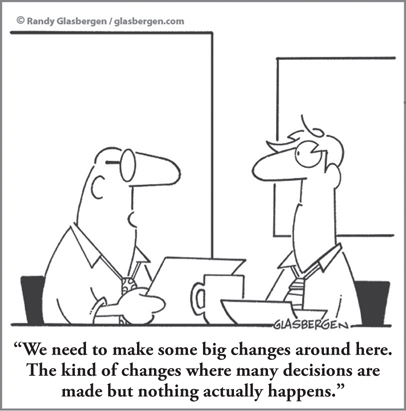 © Randy Glasbergen / glasbergen.com
GLASBERGEN
“We need to make some big changes around here.
The kind of changes where many decisions are
made but nothing actually happens.”